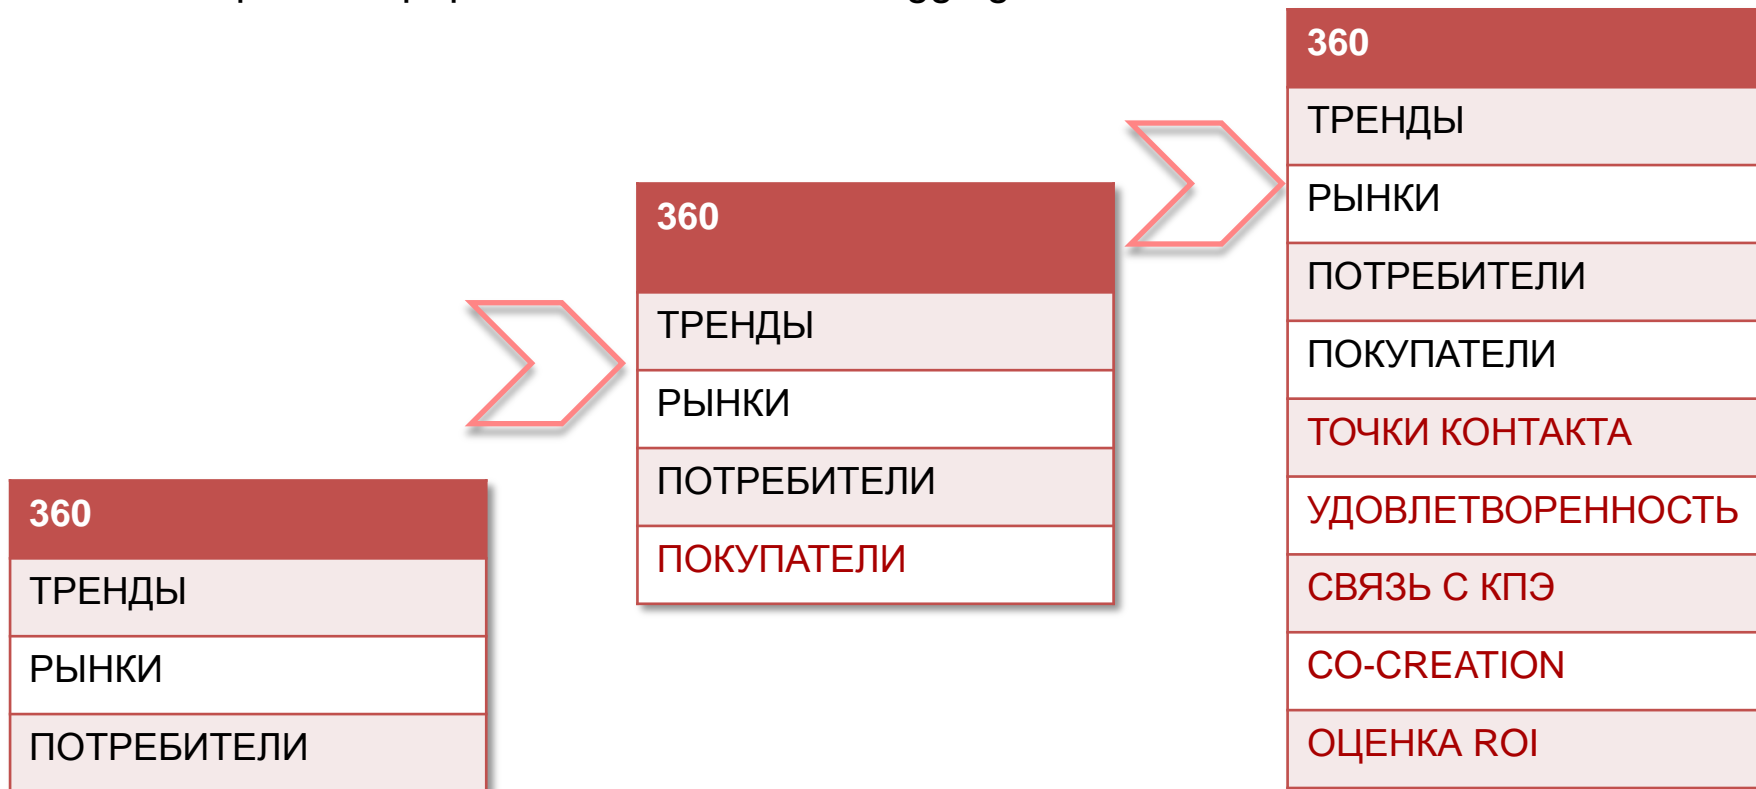 360
ТРЕНДЫ
РЫНКИ
ПОТРЕБИТЕЛИ
360
ТРЕНДЫ
РЫНКИ
ПОТРЕБИТЕЛИ
ПОКУПАТЕЛИ
360
ТРЕНДЫ
РЫНКИ
ПОТРЕБИТЕЛИ
ПОКУПАТЕЛИ
ТОЧКИ КОНТАКТА
УДОВЛЕТВОРЕННОСТЬ
СВЯЗЬ С КПЭ
CO-CREATION
ОЦЕНКА ROI